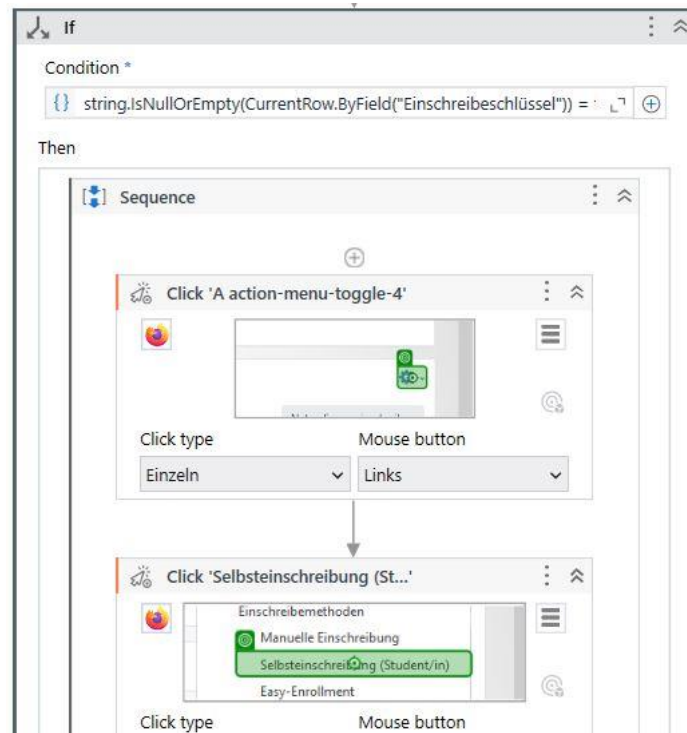 If
Condition *
{} string.IsNullOrEmpty(CurrentRow.ByField("Einschreibeschlüssel")) =
Then
Sequence
Click 'A action-menu-toggle-4'
Click type Mouse button
Einzeln Links
Click 'Selbsteinschreibung (St...'
Einschreibemethoden
Manuelle Einschreibung
Selbsteinschreibung (Student/in)
Easy-Enrollment
Click type Mouse button